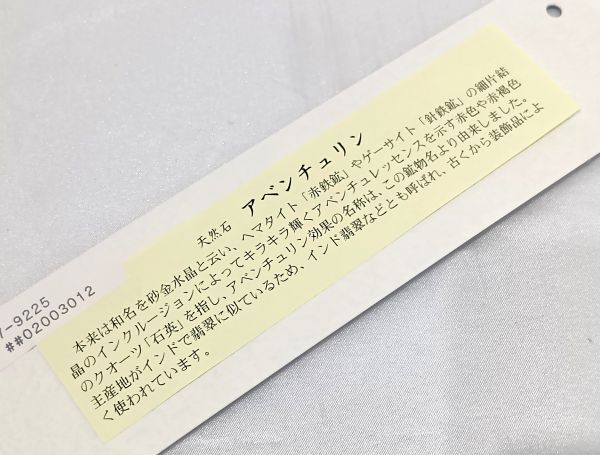 天然石 アベンチュリン
本来は和名を砂金水晶と云い、ヘマタイト「赤鉄鉱」やゲーサイト「針鉄鉱」の細片結
晶のインクルージョンによってキラキラ輝くアベンチュレッセンスを示す赤色や赤褐色
のクオーツ「石英」を指し、アベンチュリン効果の名称は、この鉱物名より由来しました。
主産地がインドで翡翠に似ているため、インド翡翠などとも呼ばれ、古くから装飾品によ
く使われています。
7-9225
##02003012